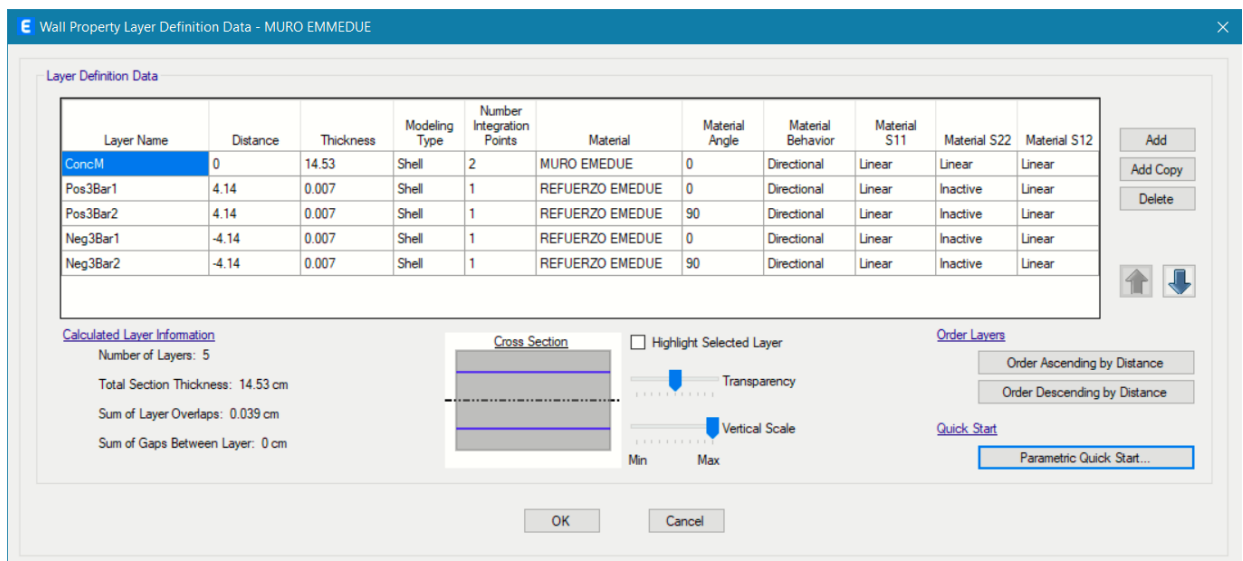 E Wall Property Layer Definition Data - MURO EMMEDUE
Layer Definition Data
Layer Name Distance Thickness Modeling Type Number Integration Points Material Material Angle Material Behavior Material S11 Material S22 Material S12
ConcM 0 14.53 Shell 2 MURO EMEDUE 0 Directional Linear Linear Linear
Pos3Bar1 4.14 0.007 Shell 1 REFUERZO EMEDUE 0 Directional Linear Inactive Linear
Pos3Bar2 4.14 0.007 Shell 1 REFUERZO EMEDUE 90 Directional Linear Inactive Linear
Neg3Bar1 -4.14 0.007 Shell 1 REFUERZO EMEDUE 0 Directional Linear Inactive Linear
Neg3Bar2 -4.14 0.007 Shell 1 REFUERZO EMEDUE 90 Directional Linear Inactive Linear
Add
Add Copy
Delete
Calculated Layer Information
Number of Layers: 5
Total Section Thickness: 14.53 cm
Sum of Layer Overlaps: 0.039 cm
Sum of Gaps Between Layer: 0 cm
Cross Section
Highlight Selected Layer
Transparency
Vertical Scale
Min Max
Order Layers
Order Ascending by Distance
Order Descending by Distance
Quick Start
Parametric Quick Start...
OK Cancel